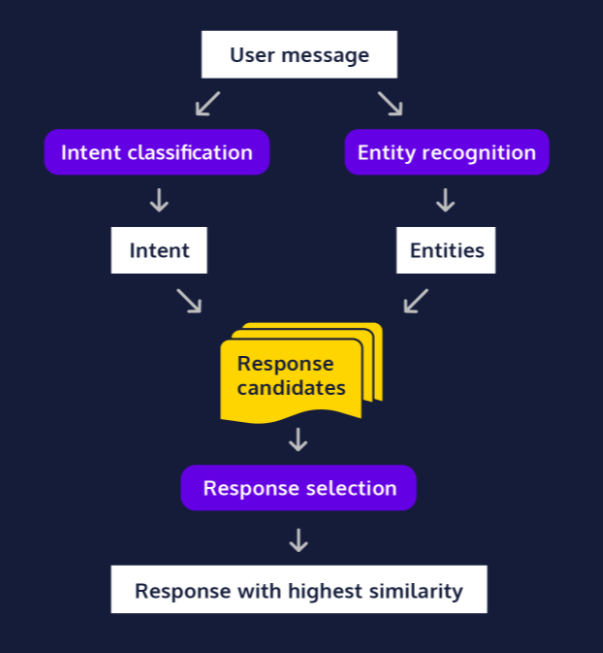 User message
Intent classification
Entity recognition
Intent
Entities
Response
candidates
Response selection
Response with highest similarity